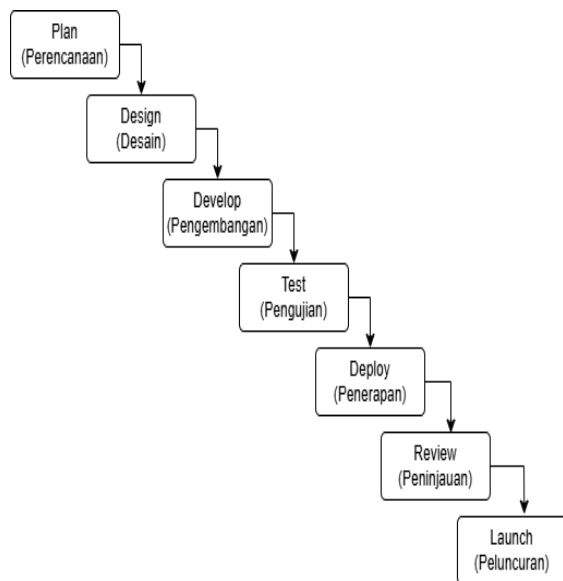 Plan
(Perencanaan)
Design
(Desain)
Develop
(Pengembangan)
Test
(Pengujian)
Deploy
(Penerapan)
Review
(Peninjauan)
Launch
(Peluncuran)